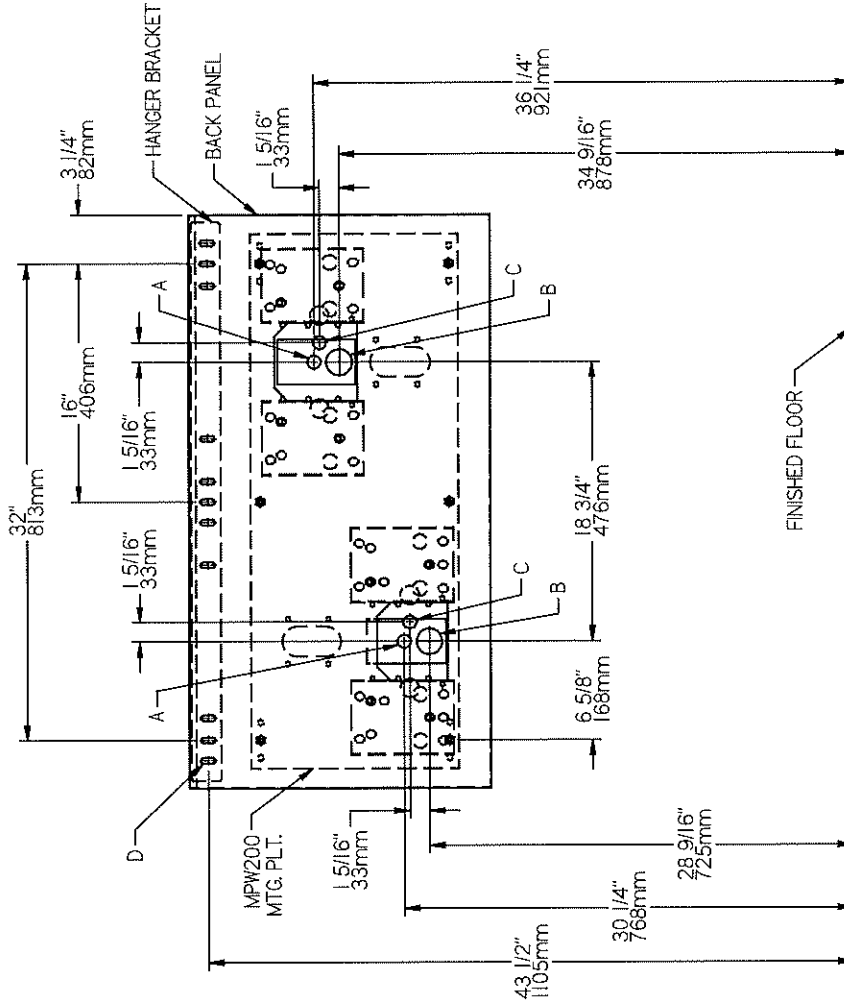 HANGER BRACKET
BACK PANEL
3 1/4"
82mm
1 5/16"
33mm
36 1/4"
921mm
34 9/16"
878mm
A
C
B
1 5/16"
33mm
16"
406mm
32"
813mm
1 5/16"
33mm
18 3/4"
476mm
FINISHED FLOOR
C
B
A
6 5/8"
168mm
D
MPW200
MTG. PLT.
1 5/16"
33mm
28 9/16"
725mm
30 1/4"
768mm
43 1/2"
1105mm